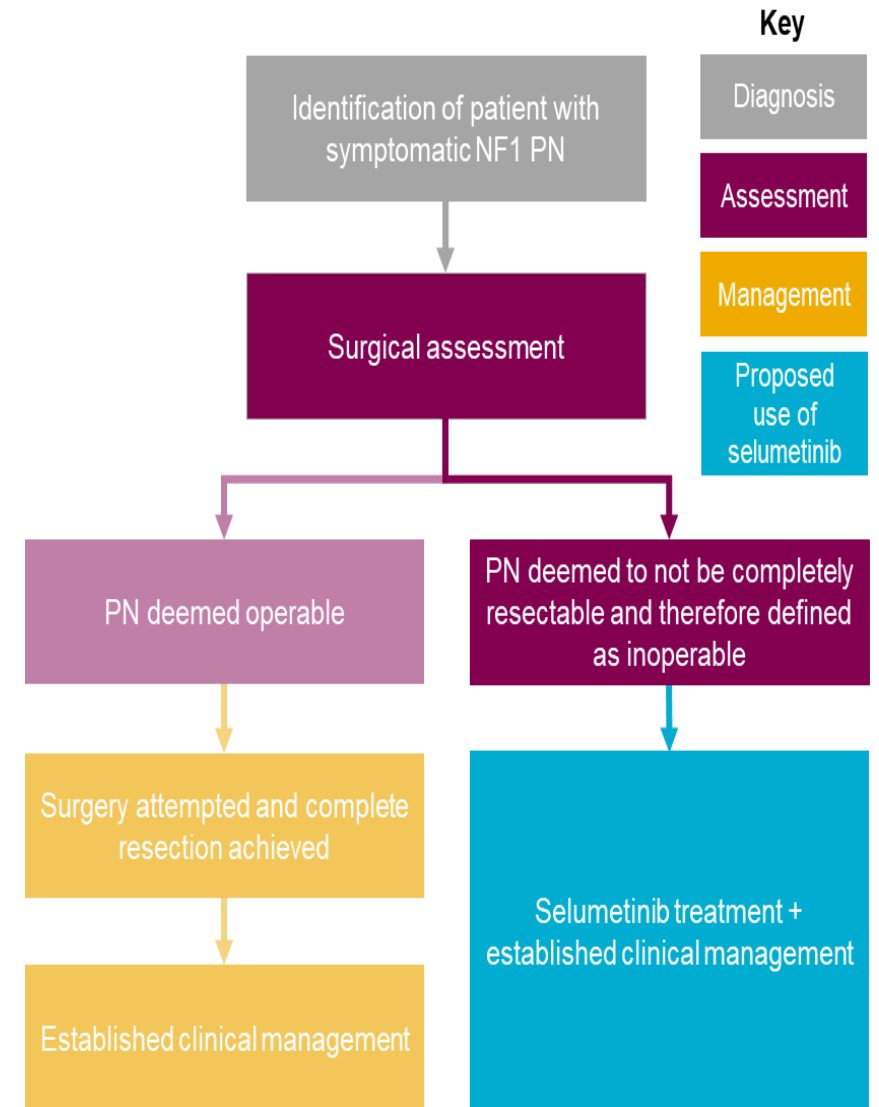 Key
Identification of patient with
symptomatic NF1 PN
Diagnosis
Assessment
Management
Proposed
use of
selumetinib
Surgical assessment
PN deemed operable
PN deemed to not be completely
resectable and therefore defined
as inoperable
Surgery attempted and complete
resection achieved
Selumetinib treatment +
established clinical management
Established clinical management